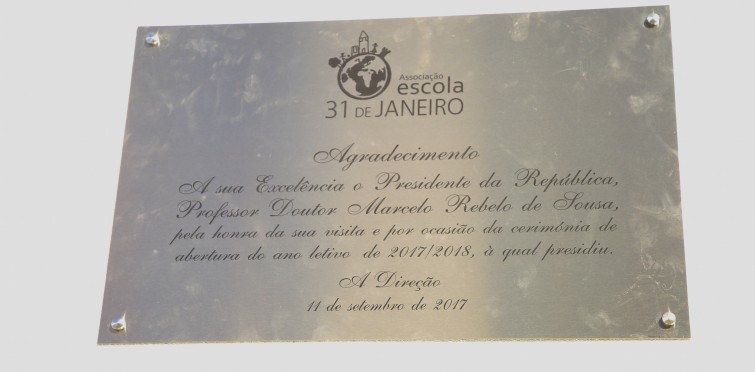 Associação
escola
31 DE JANEIRO
Agradecimento
A sua Excelência o Presidente da República,
Professor Doutor Marcelo Rebelo de Sousa,
pela honra da sua visita e por ocasião da cerimónia de
abertura do ano letivo de 2017/2018, à qual presidiu.
A Direção
11 de setembro de 2017